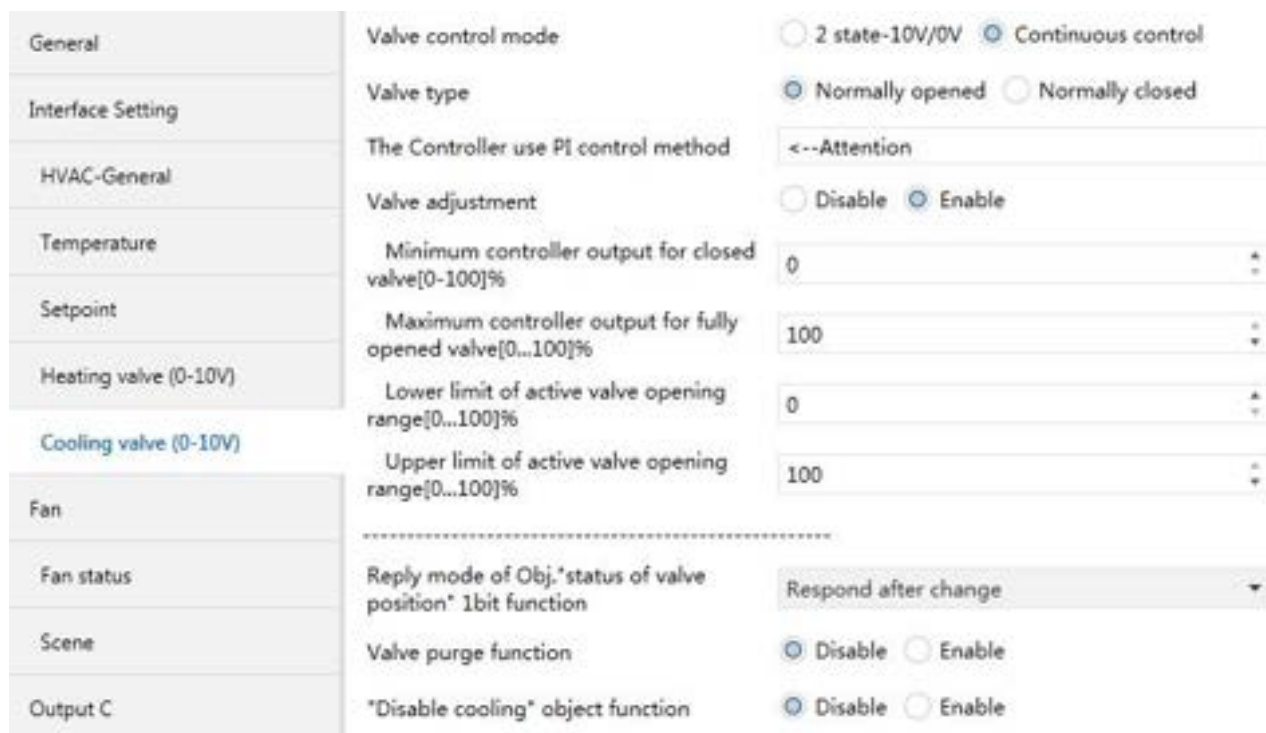 General
Interface Setting
HVAC-General
Temperature
Setpoint
Heating valve (0-10V)
Cooling valve (0-10V)
Fan
Fan status
Scene
Output C
Valve control mode 2 state-10V/0V Continuous control
Valve type Normally opened Normally closed
The Controller use PI control method <--Attention
Valve adjustment Disable Enable
Minimum controller output for closed
valve[0-100]% 0
Maximum controller output for fully
opened valve[0...100]% 100
Lower limit of active valve opening
range[0...100]% 0
Upper limit of active valve opening
range[0...100]% 100
Reply mode of Obj."status of valve
position" 1bit function Respond after change
Valve purge function Disable Enable
"Disable cooling" object function Disable Enable